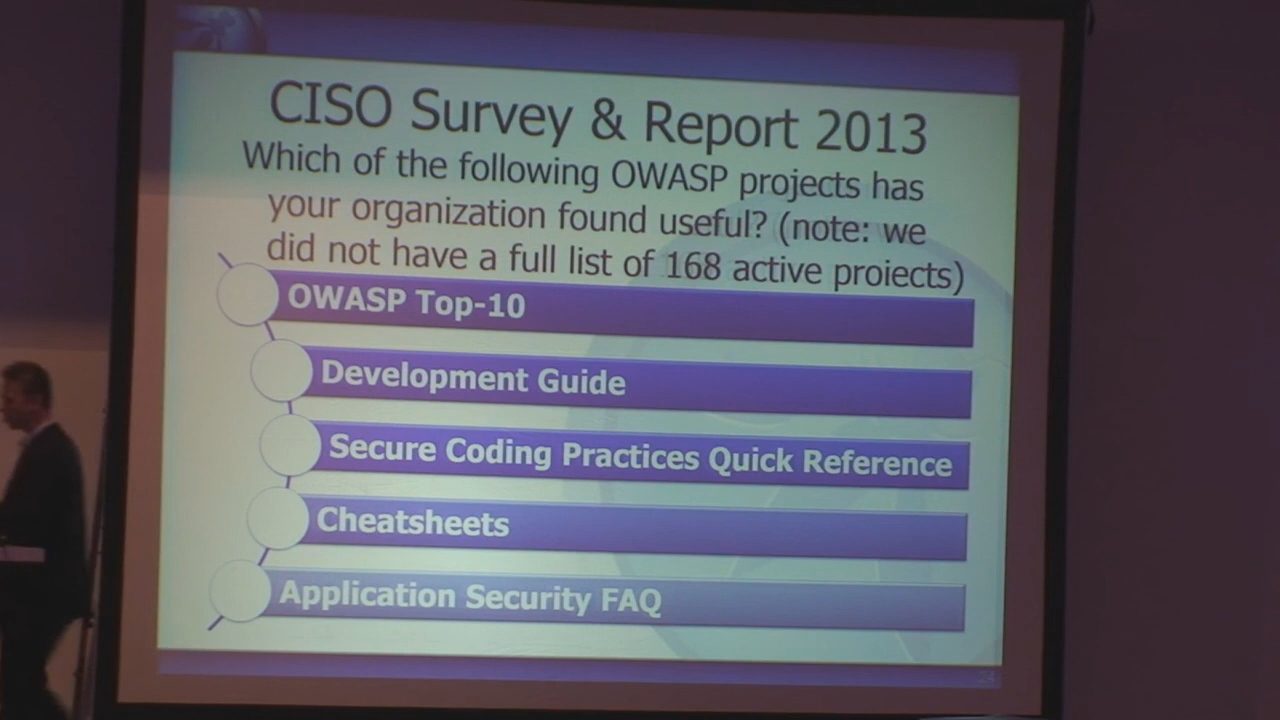 CISO Survey & Report 2013
Which of the following OWASP projects has
your organization found useful? (note: we
did not have a full list of 168 active projects)
OWASP Top-10
Development Guide
Secure Coding Practices Quick Reference
Cheatsheets
Application Security FAQ